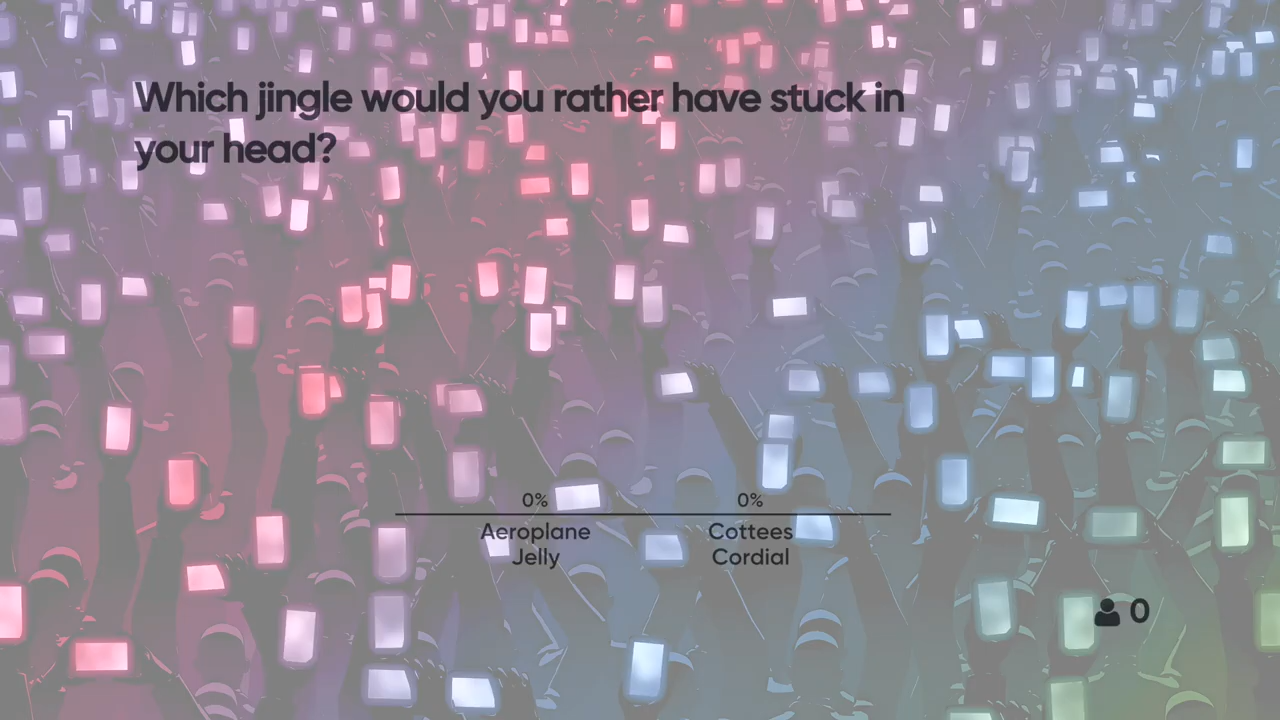 Which jingle would you rather have stuck in
your head?
0%
0%
Aeroplane
Jelly
Cottees
Cordial
0